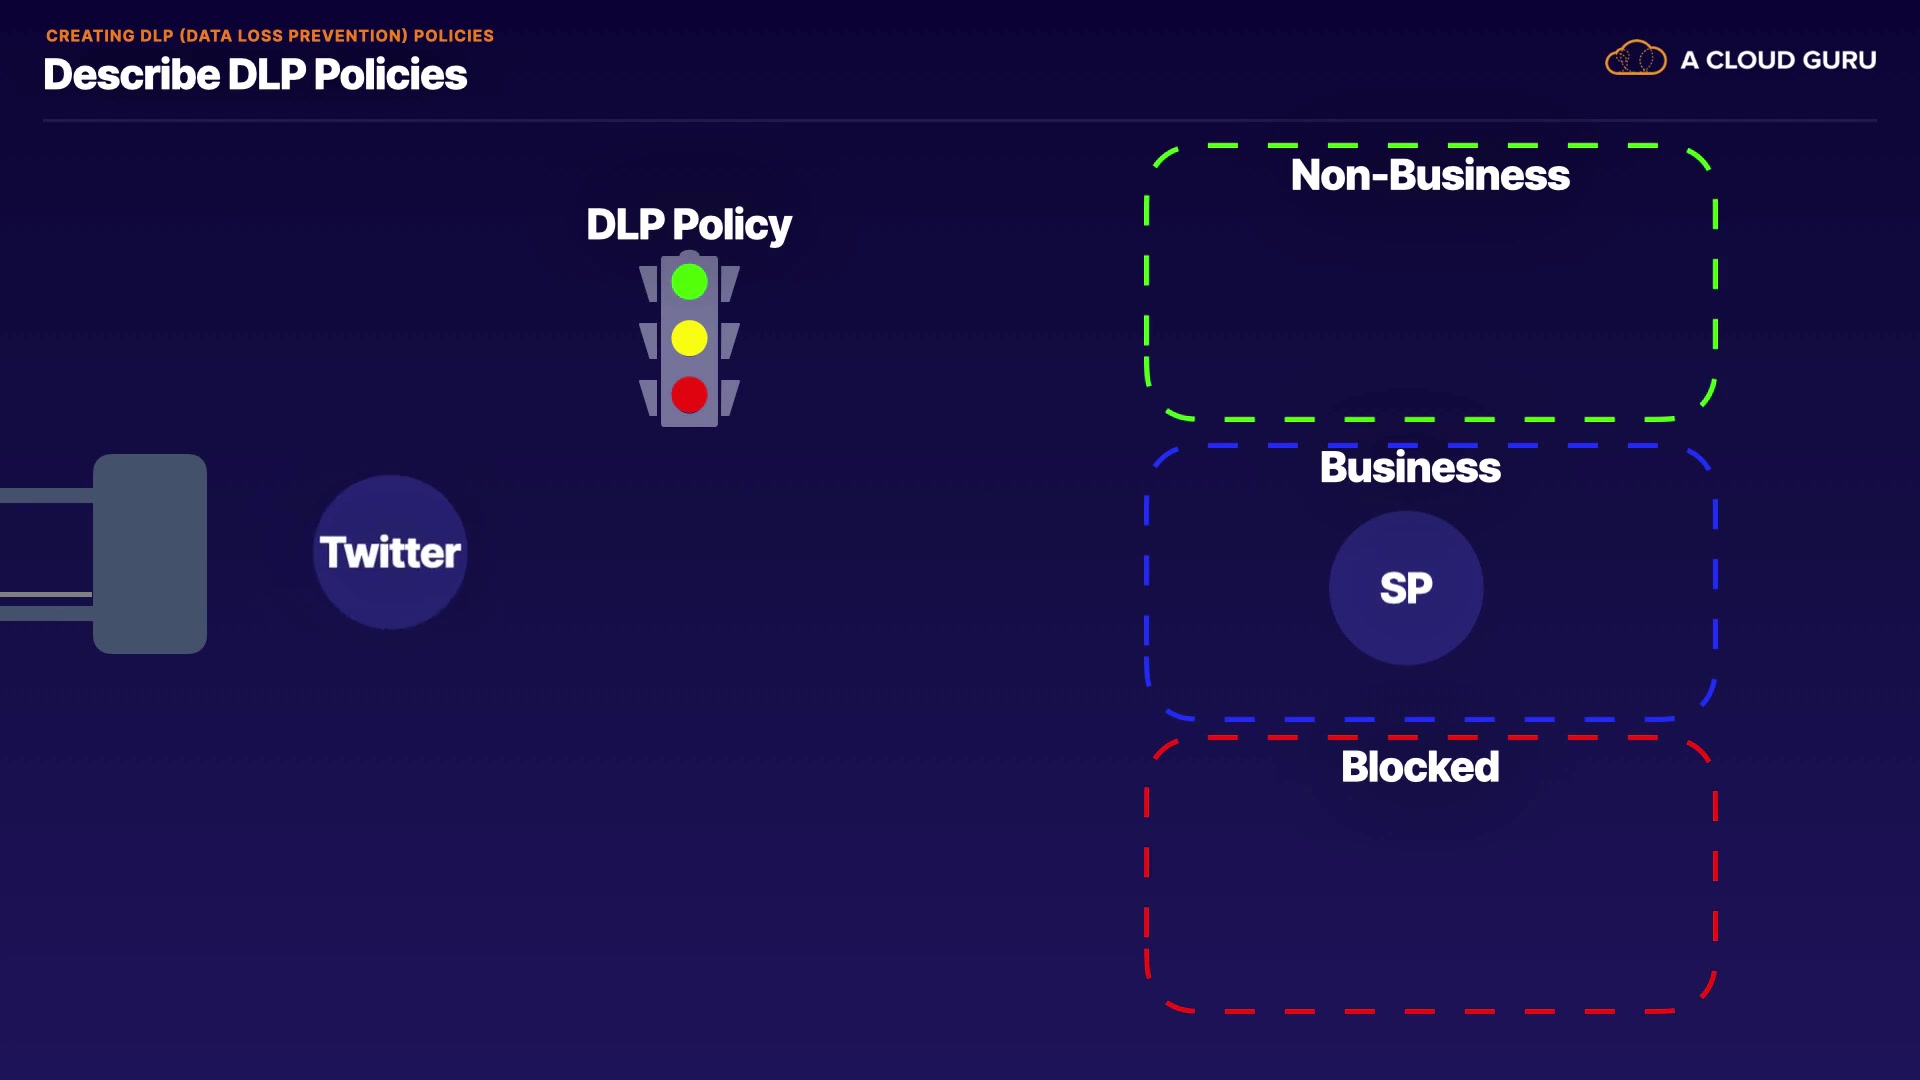 CREATING DLP (DATA LOSS PREVENTION) POLICIES
Describe DLP Policies
A CLOUD GURU
DLP Policy
Twitter
Non-Business
Business
SP
Blocked